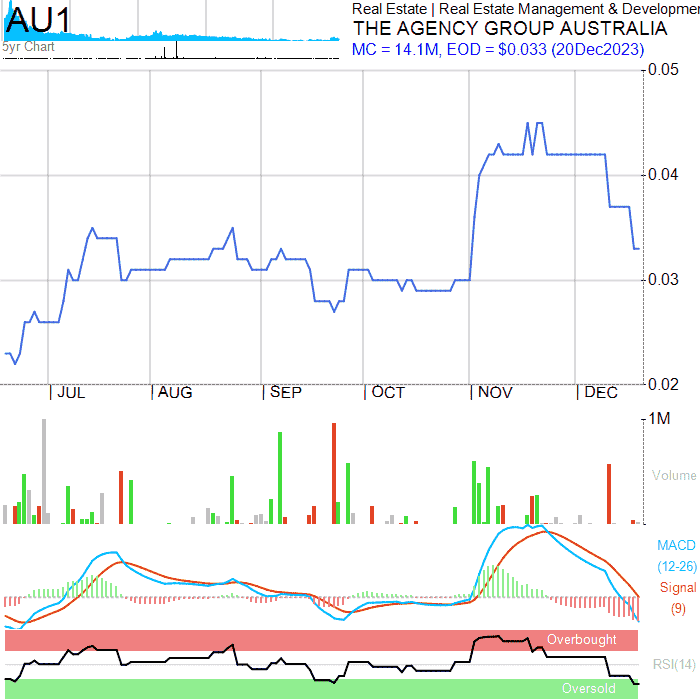 AU1
5yr Chart
Real Estate | Real Estate Management & Developmen
THE AGENCY GROUP AUSTRALIA
MC = 14.1M, EOD = $0.033 (20Dec2023)
0.05
0.04
0.03
0.02
JUL AUG SEP OCT NOV DEC
1M
Volume
MACD
(12-26)
Signal
(9)
Overbought
RSI(14)
Oversold